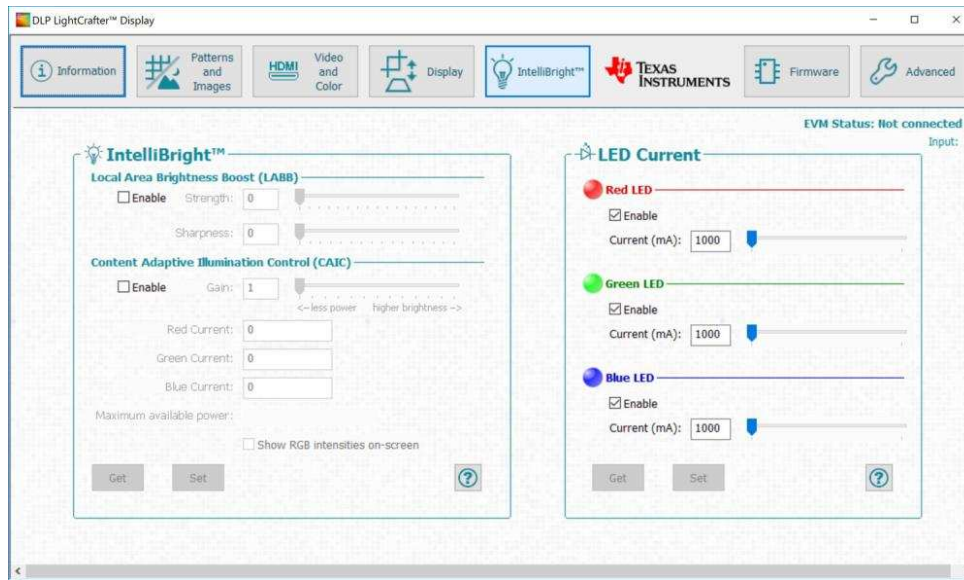 DLP LightCrafter™ Display
Information
Patterns
and
Images
HDMI
Video
and
Color
Display
IntelliBright™
TEXAS
INSTRUMENTS
Firmware
Advanced
EVM Status: Not connected
Input:
IntelliBright™
Local Area Brightness Boost (LABB)
Enable Strength: 0
Sharpness: 0
Content Adaptive Illumination Control (CAIC)
Enable Gain: 1
<-- less power higher brightness -->
Red Current: 0
Green Current: 0
Blue Current: 0
Maximum available power:
Show RGB intensities on-screen
Get Set ?
LED Current
Red LED
Enable
Current (mA): 1000
Green LED
Enable
Current (mA): 1000
Blue LED
Enable
Current (mA): 1000
Get Set ?